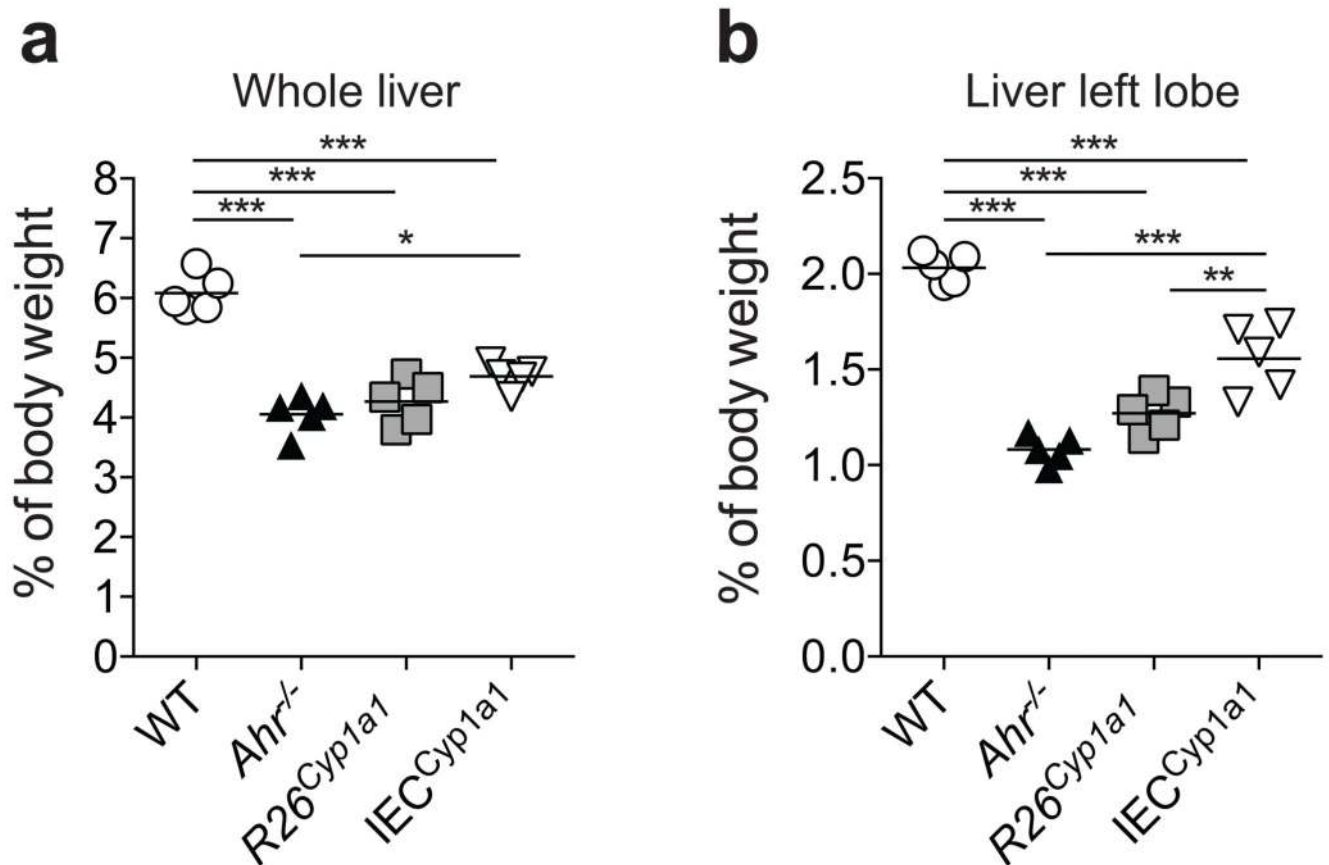 a
Whole liver
***
***
***
*
% of body weight
8
7
6
5
4
3
2
1
0
WT
Ahr-/-
R26Cyp1a1
IECCyp1a1
b
Liver left lobe
***
***
***
***
**
% of body weight
2.5
2.0
1.5
1.0
0.5
0.0
WT
Ahr-/-
R26Cyp1a1
IECCyp1a1